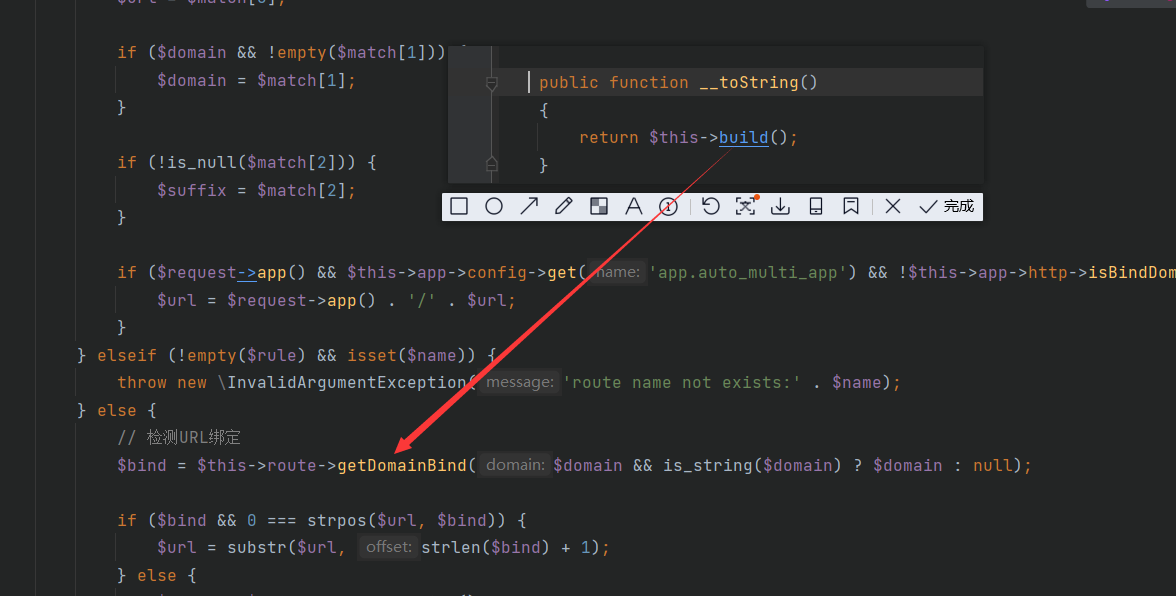 $url = $match[0];
if ($domain && !empty($match[1]))
$domain = $match[1];
}
if (!is_null($match[2])) {
$suffix = $match[2];
}
public function __toString()
{
return $this->build();
}
完成
if ($request->app() && $this->app->config->get( name: 'app.auto_multi_app') && !$this->app->http->isBindDom
$url = $request->app() . '/' . $url;
}
} elseif (!empty($rule) && isset($name)) {
throw new \InvalidArgumentException( message: 'route name not exists:' . $name);
} else {
// 检测URL绑定
$bind = $this->route->getDomainBind( domain: $domain && is_string($domain) ? $domain : null);
if ($bind && 0 === strpos($url, $bind)) {
$url = substr($url, offset: strlen($bind) + 1);
} else {